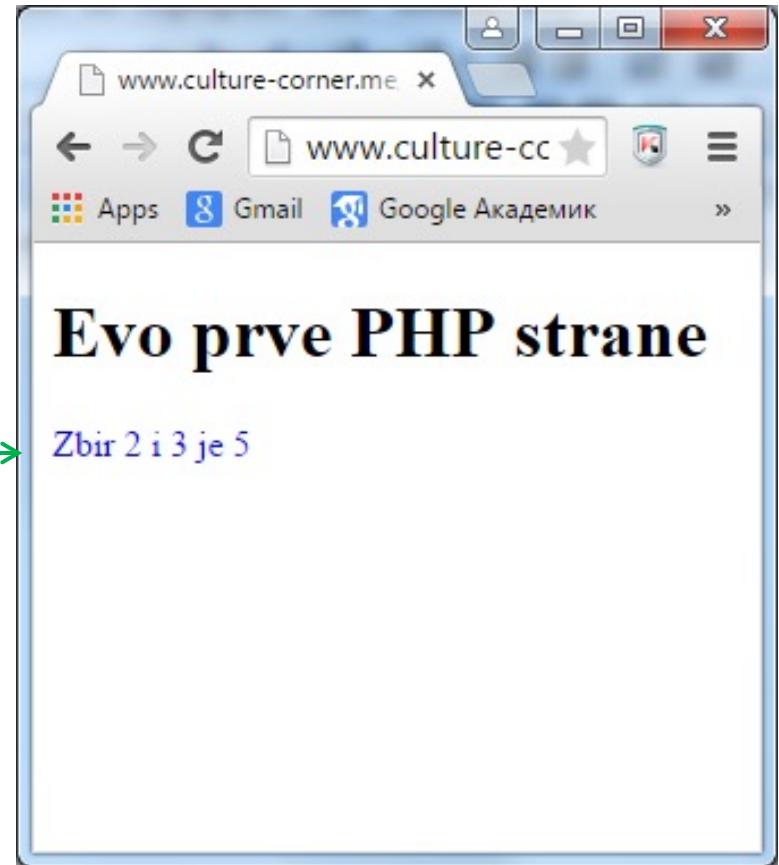 www.culture-corner.me
www.culture-cc
Apps Gmail Google Академик »
Evo prve PHP strane
Zbir 2 i 3 je 5